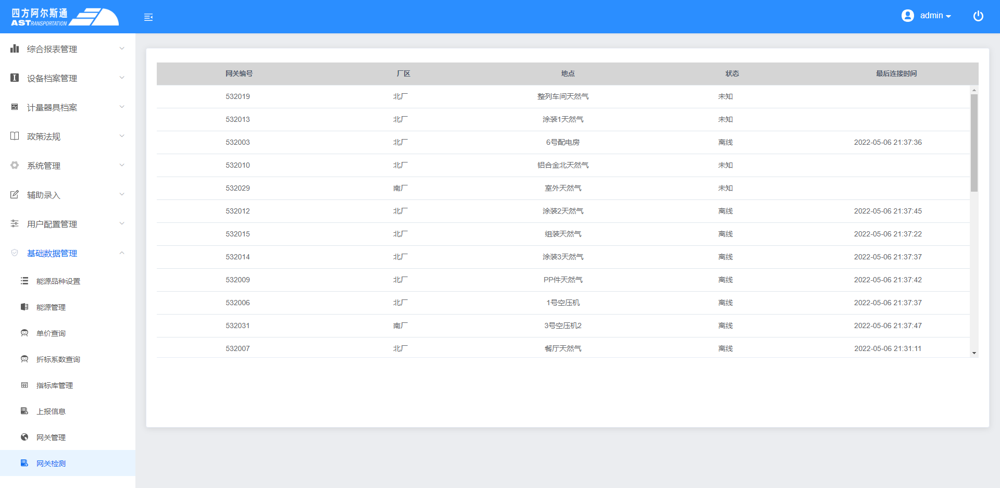 四方阿尔斯通
AST RANSPORTATION
admin
综合报表管理
设备档案管理
计量器具档案
政策法规
系统管理
辅助录入
用户配置管理
基础数据管理
能源品种设置
能源管理
单价查询
折标系数查询
指标库管理
上报信息
网关管理
网关检测
网关编号 厂区 地点 状态 最后连接时间
532019 北厂 整列车间天然气 未知
532013 北厂 涂装1天然气 未知
532003 北厂 6号配电房 离线 2022-05-06 21:37:36
532010 北厂 铝合金北天然气 未知
532029 南厂 室外天然气 未知
532012 北厂 涂装2天然气 离线 2022-05-06 21:37:45
532015 北厂 组装天然气 离线 2022-05-06 21:37:22
532014 北厂 涂装3天然气 离线 2022-05-06 21:37:37
532009 北厂 PP件天然气 离线 2022-05-06 21:37:42
532006 北厂 1号空压机 离线 2022-05-06 21:37:37
532031 南厂 3号空压机2 离线 2022-05-06 21:37:47
532007 北厂 餐厅天然气 离线 2022-05-06 21:31:11